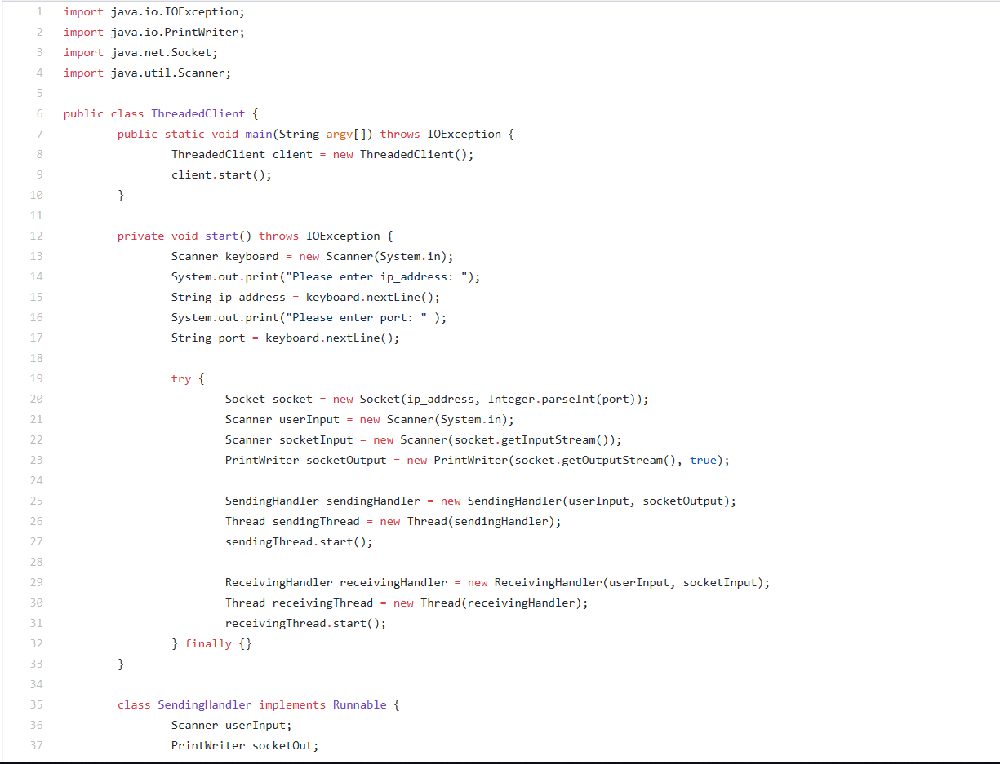 1 import java.io.IOException;
2 import java.io.PrintWriter;
3 import java.net.Socket;
4 import java.util.Scanner;
5
6 public class ThreadedClient {
7 public static void main(String argv[]) throws IOException {
8 ThreadedClient client = new ThreadedClient();
9 client.start();
10 }
11
12 private void start() throws IOException {
13 Scanner keyboard = new Scanner(System.in);
14 System.out.print("Please enter ip_address: ");
15 String ip_address = keyboard.nextLine();
16 System.out.print("Please enter port: " );
17 String port = keyboard.nextLine();
18
19 try {
20 Socket socket = new Socket(ip_address, Integer.parseInt(port));
21 Scanner userInput = new Scanner(System.in);
22 Scanner socketInput = new Scanner(socket.getInputStream());
23 PrintWriter socketOutput = new PrintWriter(socket.getOutputStream(), true);
24
25 SendingHandler sendingHandler = new SendingHandler(userInput, socketOutput);
26 Thread sendingThread = new Thread(sendingHandler);
27 sendingThread.start();
28
29 ReceivingHandler receivingHandler = new ReceivingHandler(userInput, socketInput);
30 Thread receivingThread = new Thread(receivingHandler);
31 receivingThread.start();
32 } finally {}
33 }
34
35 class SendingHandler implements Runnable {
36 Scanner userInput;
37 PrintWriter socketOut;